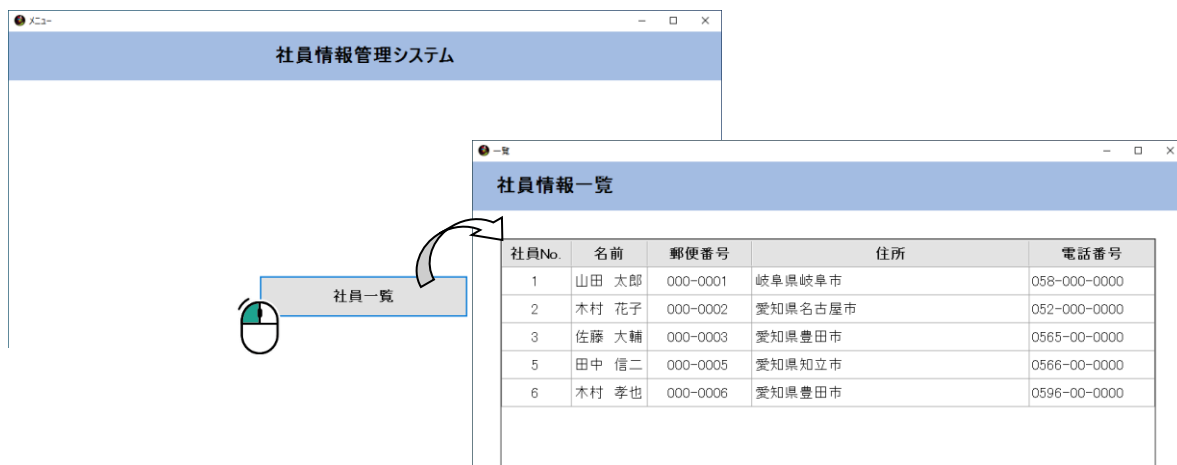 メニュー
社員情報管理システム
社員一覧
一覧
社員情報一覧
社員No. 名前 郵便番号 住所 電話番号
1 山田 太郎 000-0001 岐阜県岐阜市 058-000-0000
2 木村 花子 000-0002 愛知県名古屋市 052-000-0000
3 佐藤 大輔 000-0003 愛知県豊田市 0565-00-0000
5 田中 信二 000-0005 愛知県知立市 0566-00-0000
6 木村 孝也 000-0006 愛知県豊田市 0596-00-0000